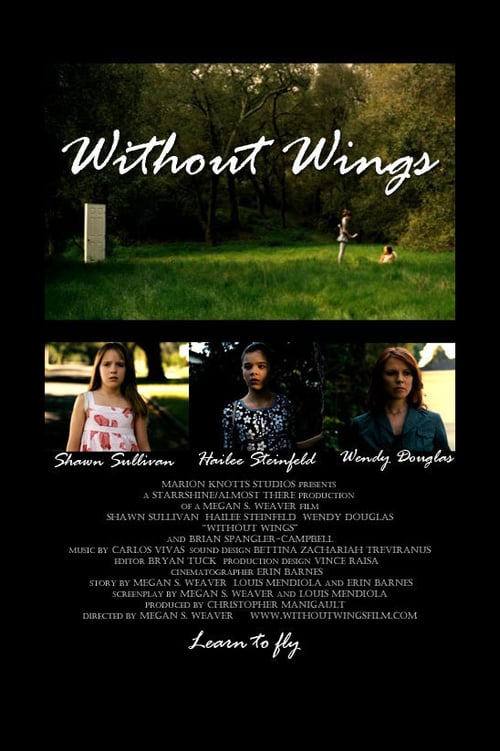 Without Wings
Shawn Sullivan Hailee Steinfeld Wendy Douglas
MARION KNOTTS STUDIOS PRESENTS
A STARRSHINE/ALMOST THERE PRODUCTION
OF A MEGAN S. WEAVER FILM
SHAWN SULLIVAN HAILEE STEINFELD WENDY DOUGLAS
"WITHOUT WINGS"
AND BRIAN SPANGLER-CAMPBELL
MUSIC BY CARLOS VIVAS SOUND DESIGN BETTINA ZACHARIAH TREVIRANUS
EDITOR BRYAN TUCK PRODUCTION DESIGN VINCE RAISA
CINEMATOGRAPHER ERIN BARNES
STORY BY MEGAN S. WEAVER LOUIS MENDIOLA AND ERIN BARNES
SCREENPLAY BY MEGAN S. WEAVER AND LOUIS MENDIOLA
PRODUCED BY CHRISTOPHER MANIGAULT
DIRECTED BY MEGAN S. WEAVER WWW.WITHOUTWINGSFILM.COM
Learn to fly